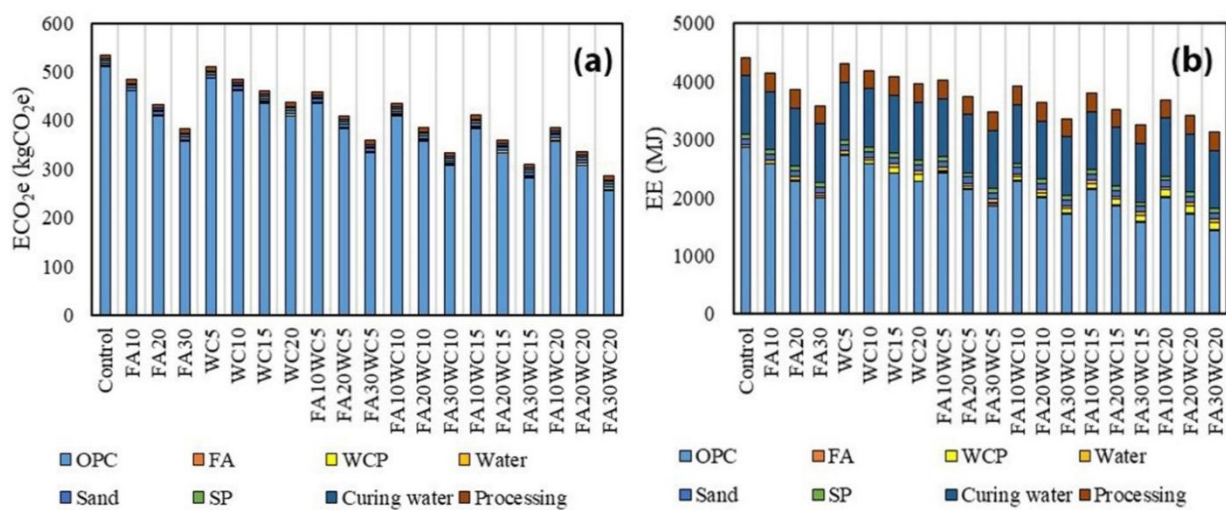 (a)
ECO₂e (kgCO₂e)
600
500
400
300
200
100
0
Control
FA10
FA20
FA30
WC5
WC10
WC15
WC20
FA10WC5
FA20WC5
FA30WC5
FA10WC10
FA20WC10
FA30WC10
FA10WC15
FA20WC15
FA30WC15
FA10WC20
FA20WC20
FA30WC20
OPC FA WCP Water
Sand SP Curing water Processing
(b)
EE (MJ)
5000
4000
3000
2000
1000
0
Control
FA10
FA20
FA30
WC5
WC10
WC15
WC20
FA10WC5
FA20WC5
FA30WC5
FA10WC10
FA20WC10
FA30WC10
FA10WC15
FA20WC15
FA30WC15
FA10WC20
FA20WC20
FA30WC20
OPC FA WCP Water
Sand SP Curing water Processing